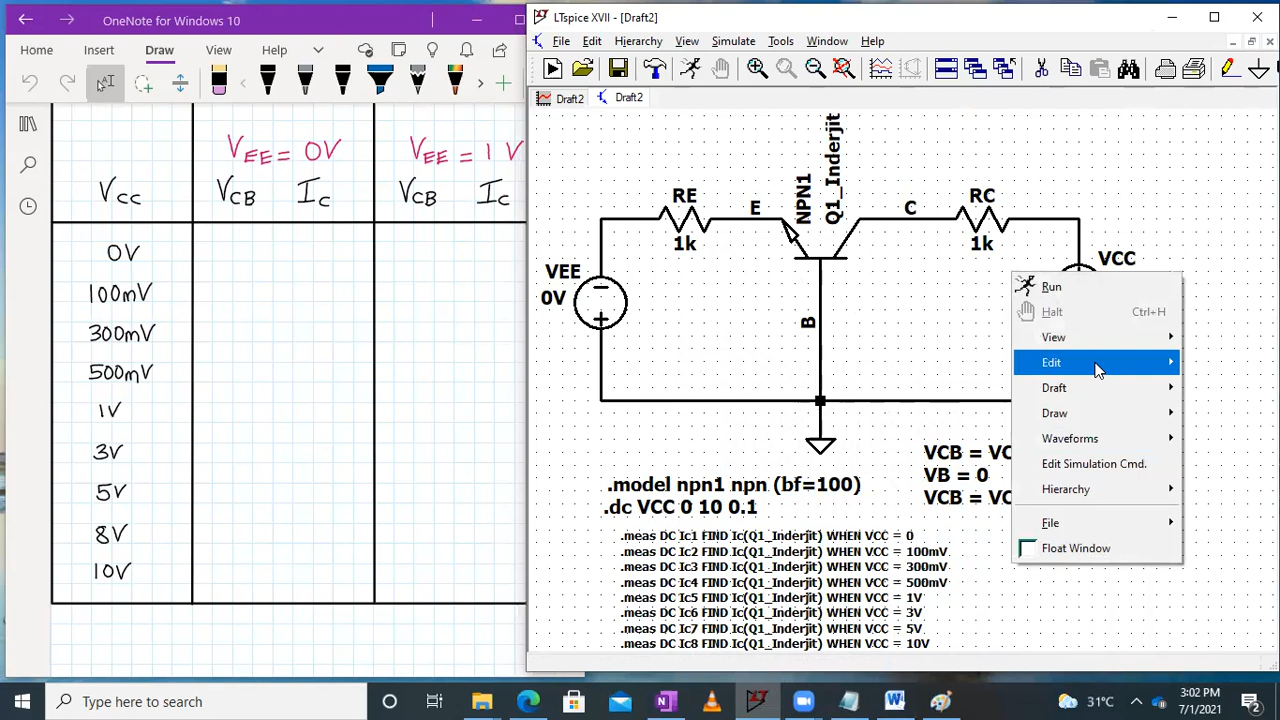 OneNote for Windows 10
Home Insert Draw View Help
VEE = 0V VEE = 1 V
VCC VCB IC VCB IC
0V
100mV
300mV
500mV
1V
3V
5V
8V
10V
LTspice XVII - [Draft2]
File Edit Hierarchy View Simulate Tools Window Help
Draft2 Draft2
NPN1
Q1_Inderjit
RE E C RC
1k 1k
VEE
0V
VCC
B
Run
Halt Ctrl+H
View
Edit
Draft
Draw
Waveforms
Edit Simulation Cmd.
Hierarchy
File
Float Window
VCB = VC
VB = 0
VCB = VC
.model npn1 npn (bf=100)
.dc VCC 0 10 0.1
.meas DC Ic1 FIND Ic(Q1_Inderjit) WHEN VCC = 0
.meas DC Ic2 FIND Ic(Q1_Inderjit) WHEN VCC = 100mV
.meas DC Ic3 FIND Ic(Q1_Inderjit) WHEN VCC = 300mV
.meas DC Ic4 FIND Ic(Q1_Inderjit) WHEN VCC = 500mV
.meas DC Ic5 FIND Ic(Q1_Inderjit) WHEN VCC = 1V
.meas DC Ic6 FIND Ic(Q1_Inderjit) WHEN VCC = 3V
.meas DC Ic7 FIND Ic(Q1_Inderjit) WHEN VCC = 5V
.meas DC Ic8 FIND Ic(Q1_Inderjit) WHEN VCC = 10V
Type here to search
31°C
3:02 PM
7/1/2021
2